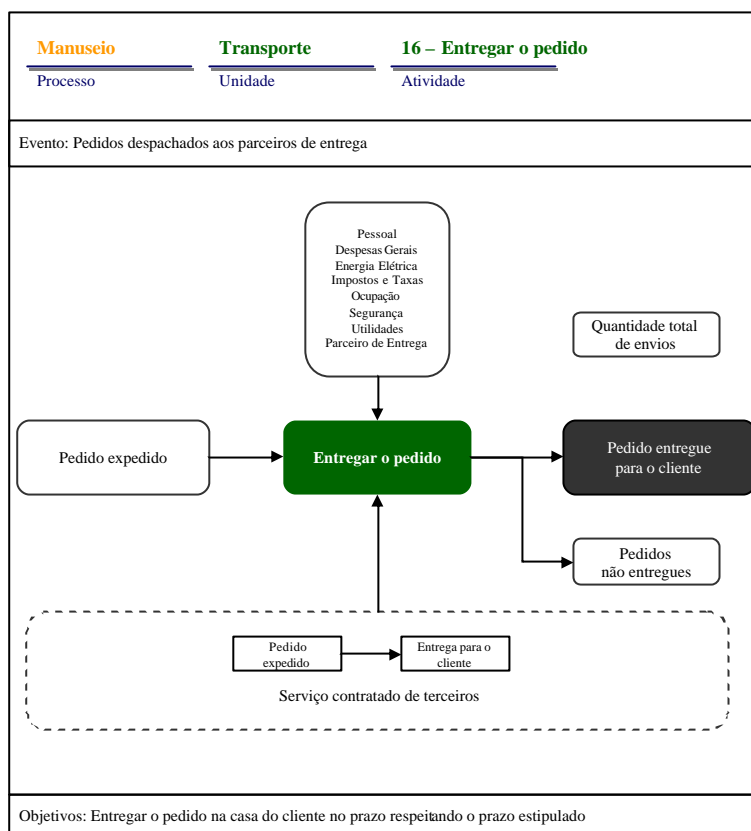 Manuseio Transporte 16 – Entregar o pedido
Processo Unidade Atividade
Evento: Pedidos despachados aos parceiros de entrega
Pessoal
Despesas Gerais
Energia Elétrica
Impostos e Taxas
Ocupação
Segurança
Utilidades
Parceiro de Entrega
Quantidade total
de envios
Pedido expedido
Entregar o pedido
Pedido entregue
para o cliente
Pedidos
não entregues
Pedido
expedido
Entrega para o
cliente
Serviço contratado de terceiros
Objetivos: Entregar o pedido na casa do cliente no prazo respeitando o prazo estipulado